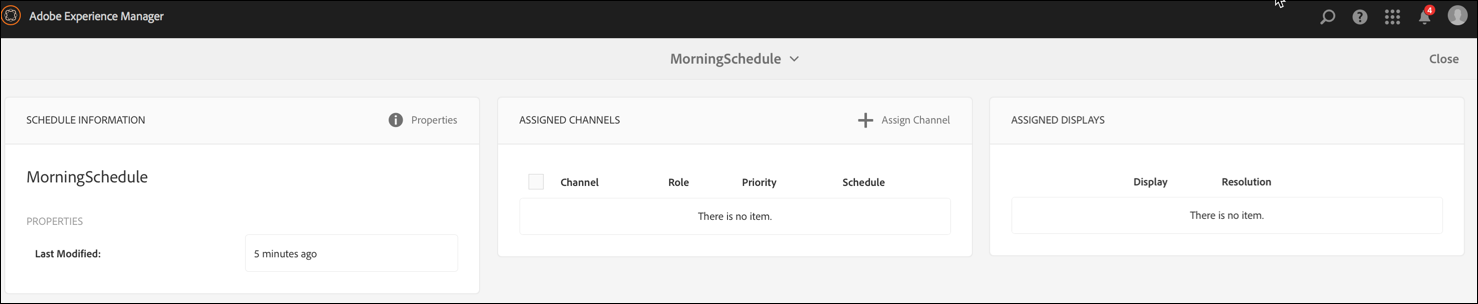 Adobe Experience Manager
4
MorningSchedule
Close
SCHEDULE INFORMATION
Properties
MorningSchedule
PROPERTIES
Last Modified:
5 minutes ago
ASSIGNED CHANNELS
Assign Channel
Channel Role Priority Schedule
There is no item.
ASSIGNED DISPLAYS
Display Resolution
There is no item.